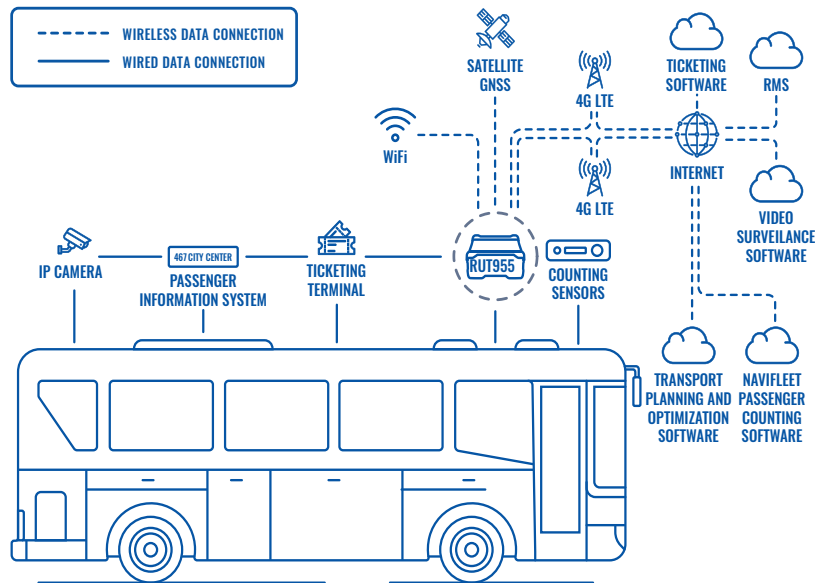 WIRELESS DATA CONNECTION
WIRED DATA CONNECTION
SATELLITE
GNSS
4G LTE
TICKETING
SOFTWARE
RMS
WiFi
INTERNET
4G LTE
VIDEO
SURVEILANCE
SOFTWARE
IP CAMERA
467 CITY CENTER
PASSENGER
INFORMATION SYSTEM
TICKETING
TERMINAL
RUT955
COUNTING
SENSORS
TRANSPORT
PLANNING AND
OPTIMIZATION
SOFTWARE
NAVIFLEET
PASSENGER
COUNTING
SOFTWARE